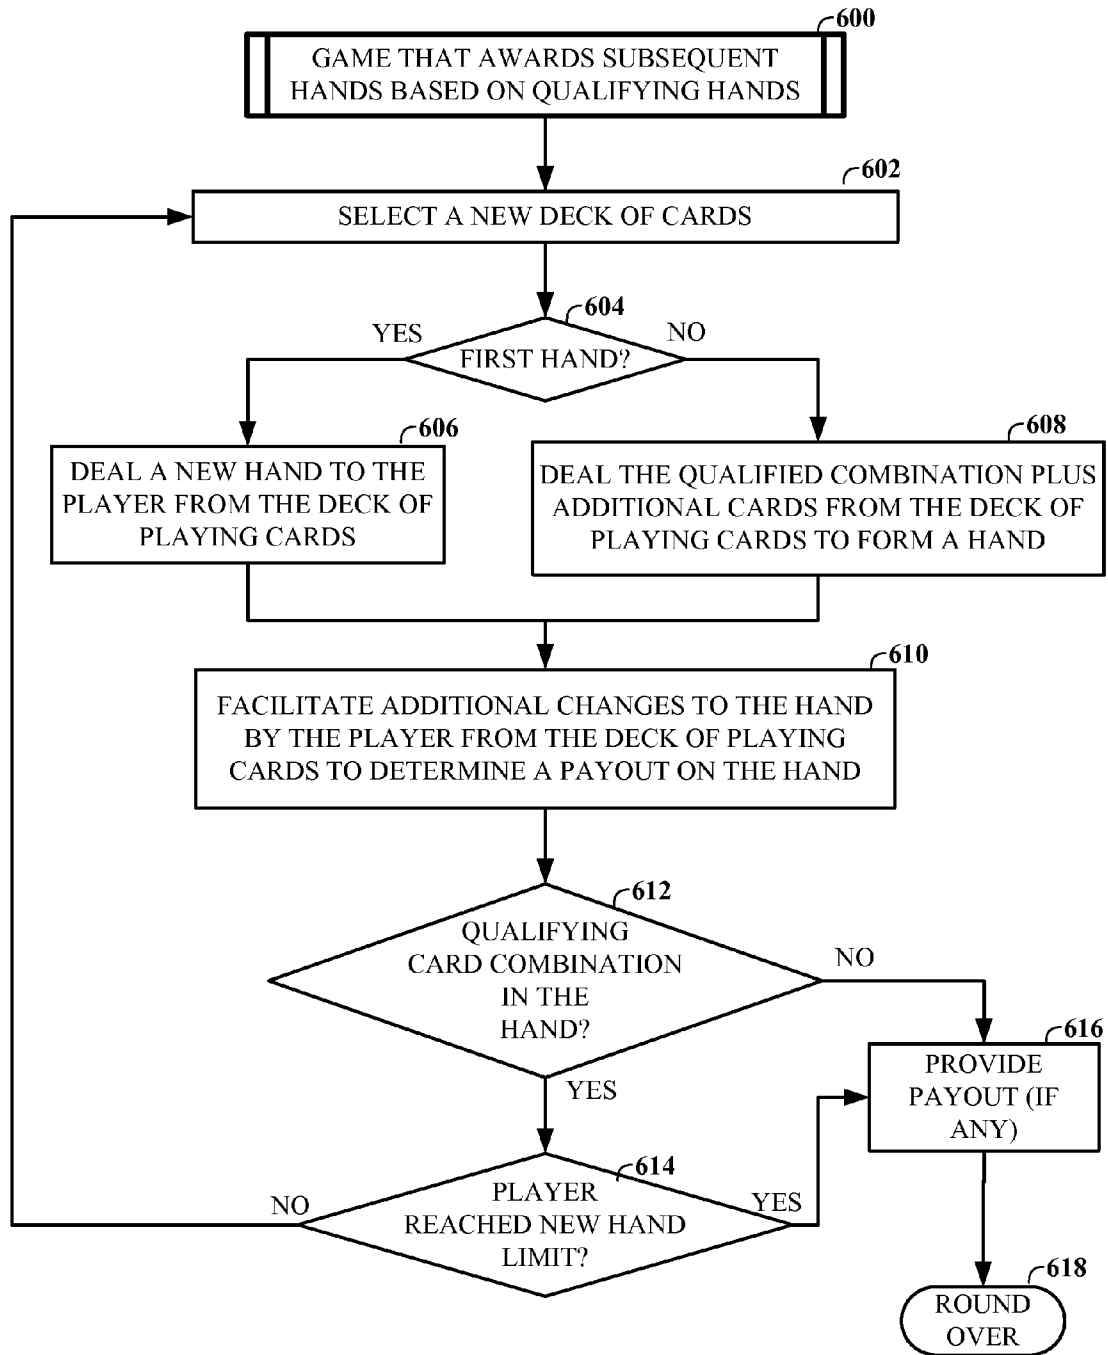 600
GAME THAT AWARDS SUBSEQUENT
HANDS BASED ON QUALIFYING HANDS
602
SELECT A NEW DECK OF CARDS
604
YES
NO
FIRST HAND?
606
DEAL A NEW HAND TO THE
PLAYER FROM THE DECK OF
PLAYING CARDS
608
DEAL THE QUALIFIED COMBINATION PLUS
ADDITIONAL CARDS FROM THE DECK OF
PLAYING CARDS TO FORM A HAND
610
FACILITATE ADDITIONAL CHANGES TO THE HAND
BY THE PLAYER FROM THE DECK OF PLAYING
CARDS TO DETERMINE A PAYOUT ON THE HAND
612
QUALIFYING
CARD COMBINATION
IN THE
HAND?
NO
YES
616
PROVIDE
PAYOUT (IF
ANY)
614
NO
PLAYER
REACHED NEW HAND
LIMIT?
YES
618
ROUND
OVER